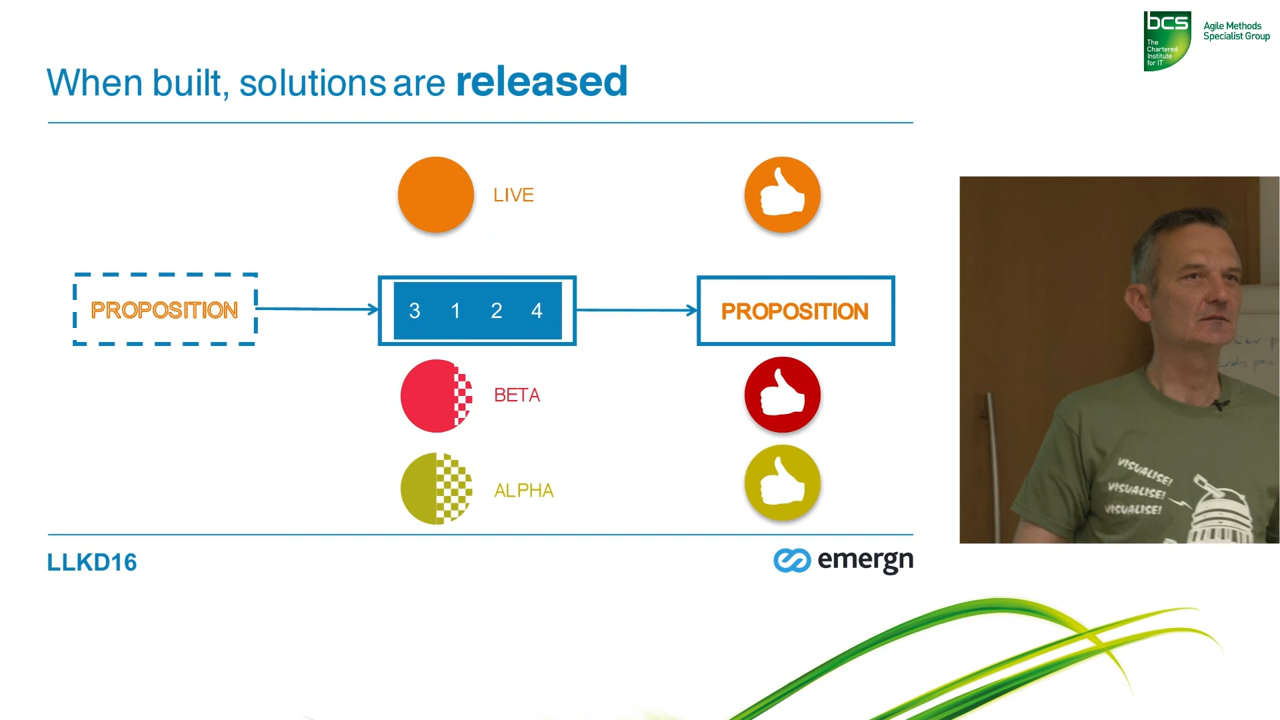 bcs
The
Chartered
Institute
for IT
Agile Methods
Specialist Group
When built, solutions are released
LIVE
PROPOSITION
3 1 2 4
PROPOSITION
BETA
ALPHA
VISUALISE!
VISUALISE!
VISUALISE!
LLKD16
emergn